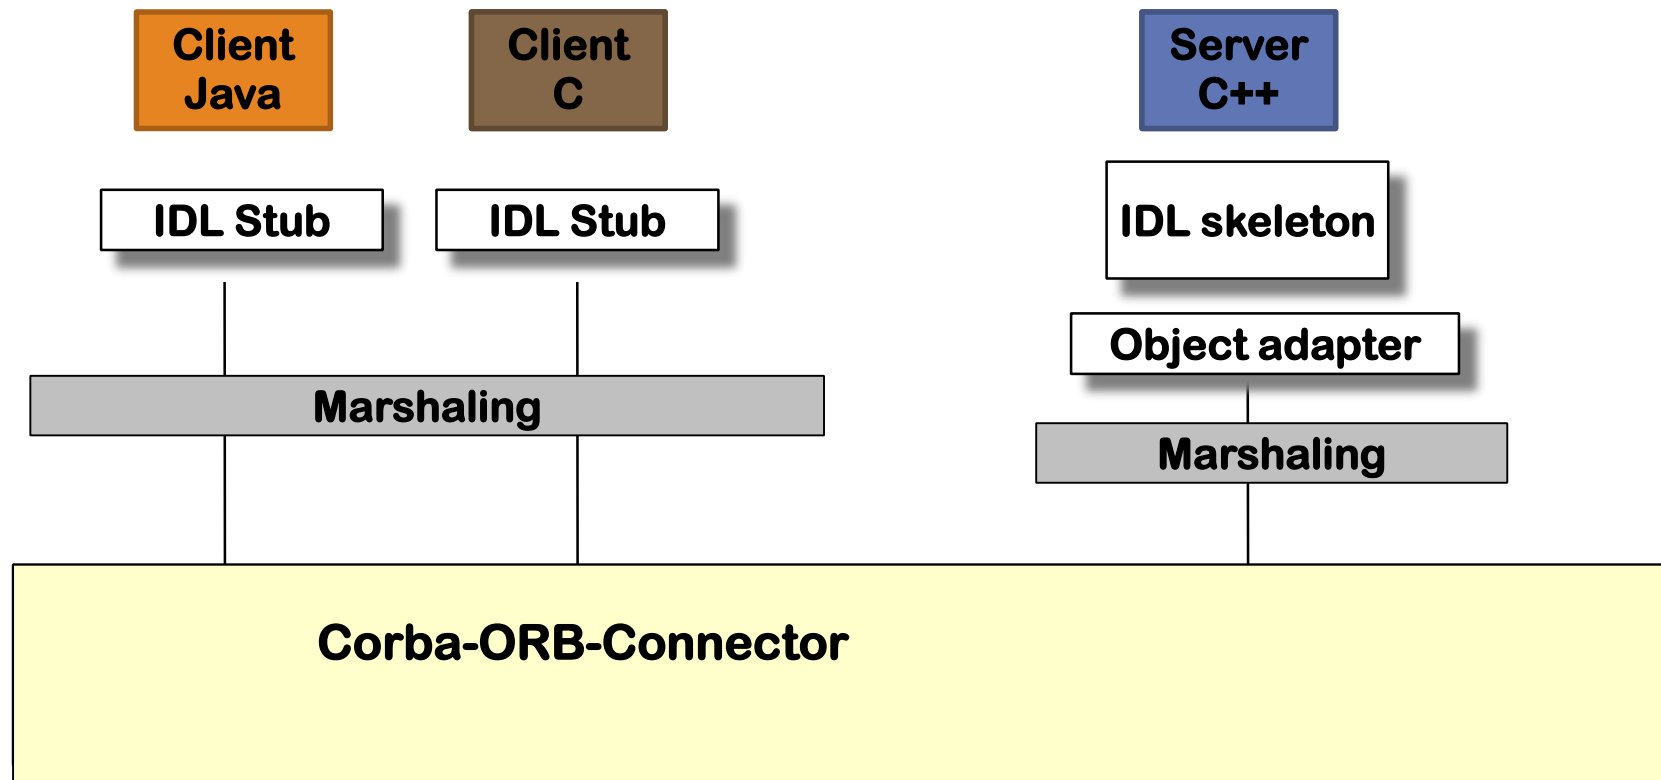 Client
Java
Client
C
Server
C++
IDL Stub
IDL Stub
IDL skeleton
Object adapter
Marshaling
Marshaling
Corba-ORB-Connector